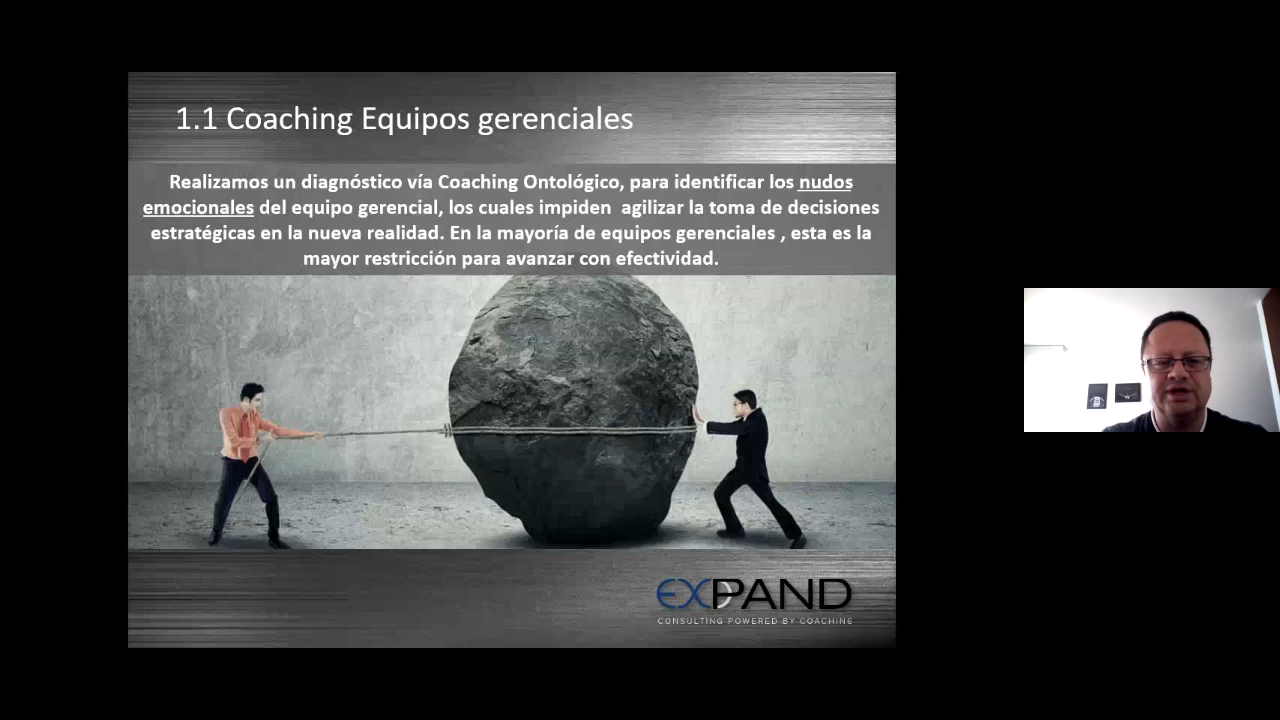 1.1 Coaching Equipos gerenciales
Realizamos un diagnóstico vía Coaching Ontológico, para identificar los nudos
emocionales del equipo gerencial, los cuales impiden  agilizar la toma de decisiones
estratégicas en la nueva realidad. En la mayoría de equipos gerenciales , esta es la
mayor restricción para avanzar con efectividad.
EXPAND
CONSULTING POWERED BY COACHING